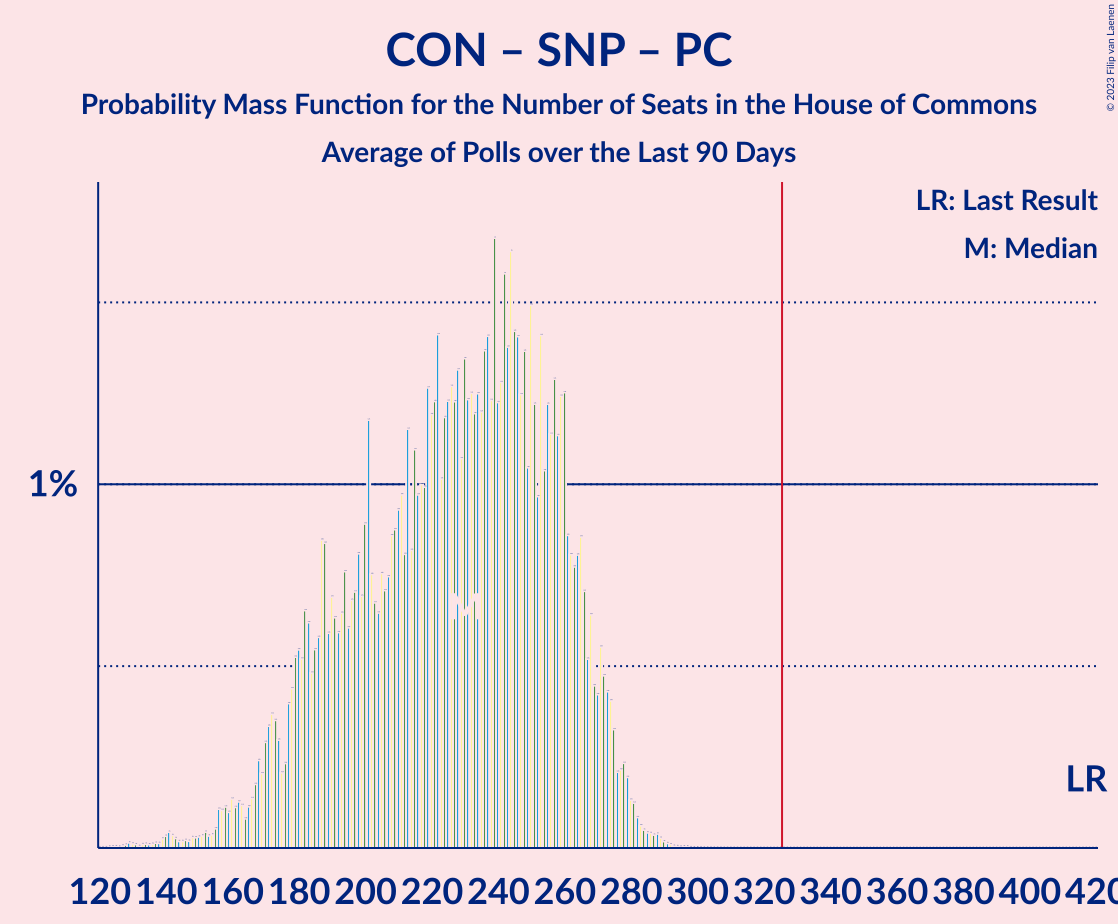 CON – SNP – PC
Probability Mass Function for the Number of Seats in the House of Commons
Average of Polls over the Last 90 Days
© 2023 Filip van Laenen
LR: Last Result
M: Median
1%
LR
120 140 160 180 200 220 240 260 280 300 320 340 360 380 400 420